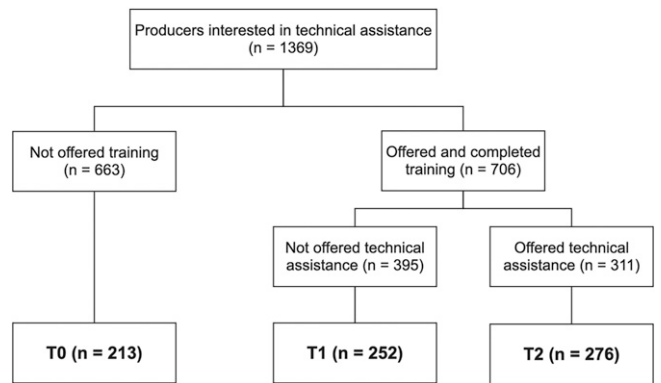 Producers interested in technical assistance
(n = 1369)
Not offered training
(n = 663)
Offered and completed
training (n = 706)
Not offered technical
assistance (n = 395)
Offered technical
assistance (n = 311)
T0 (n = 213)
T1 (n = 252)
T2 (n = 276)